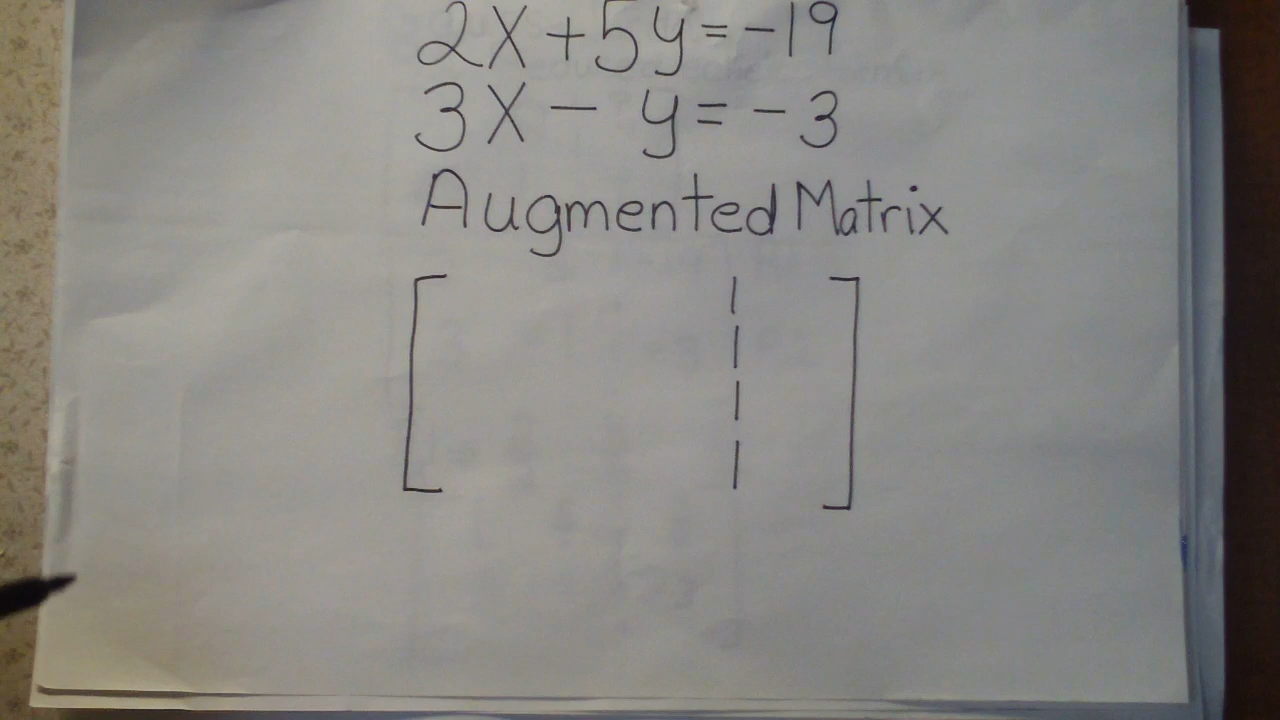 2x+5y=-19
3x- y=-3
Augmented Matrix